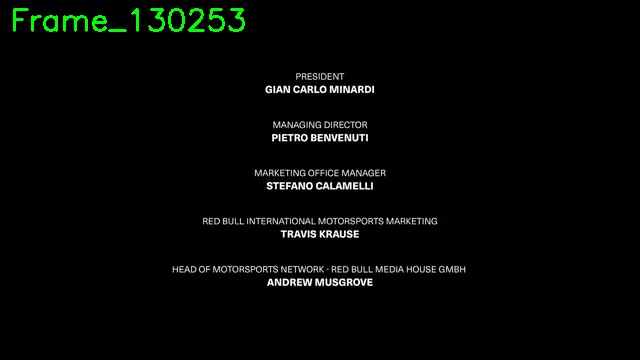 Frame_130253
PRESIDENT
GIAN CARLO MINARDI
MANAGING DIRECTOR
PIETRO BENVENUTI
MARKETING OFFICE MANAGER
STEFANO CALAMELLI
RED BULL INTERNATIONAL MOTORSPORTS MARKETING
TRAVIS KRAUSE
HEAD OF MOTORSPORTS NETWORK - RED BULL MEDIA HOUSE GMBH
ANDREW MUSGROVE